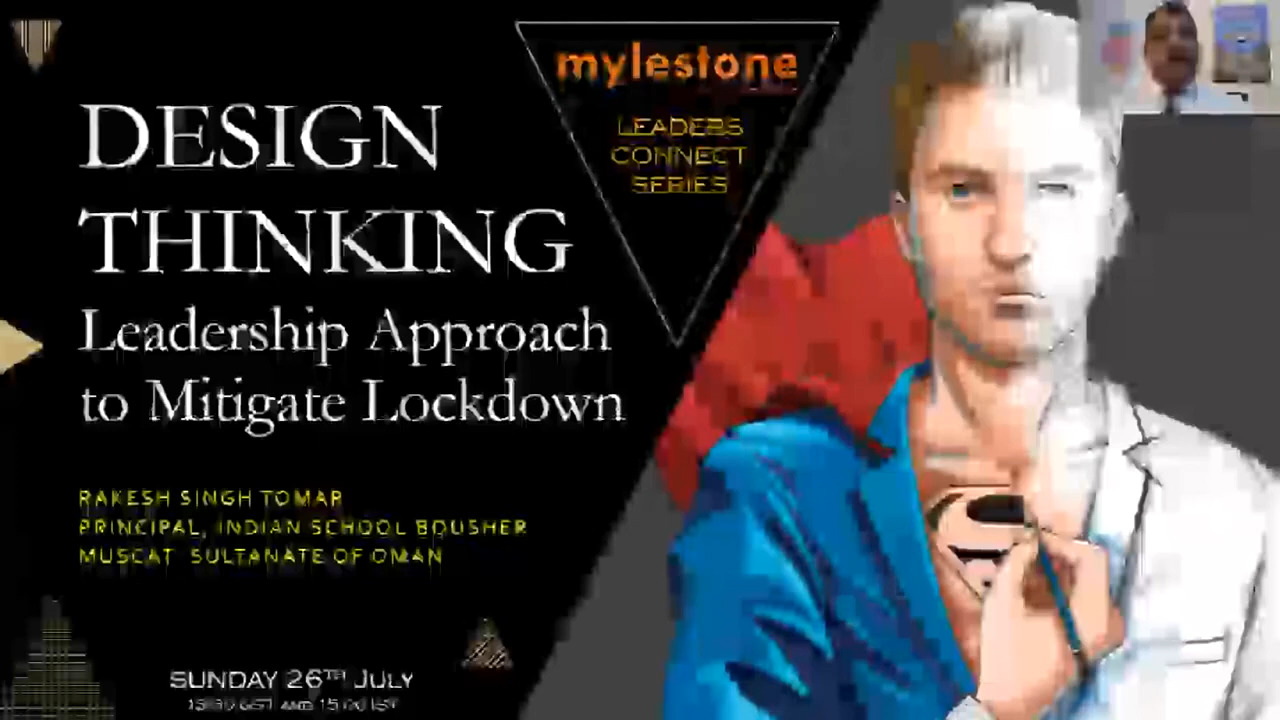 DESIGN
THINKING
Leadership Approach
to Mitigate Lockdown
mylestone
LEADERS
CONNECT
SERIES
RAKESH SINGH TOMAR
PRINCIPAL, INDIAN SCHOOL BOUSHER
MUSCAT SULTANATE OF OMAN
SUNDAY 26TH JULY
AND